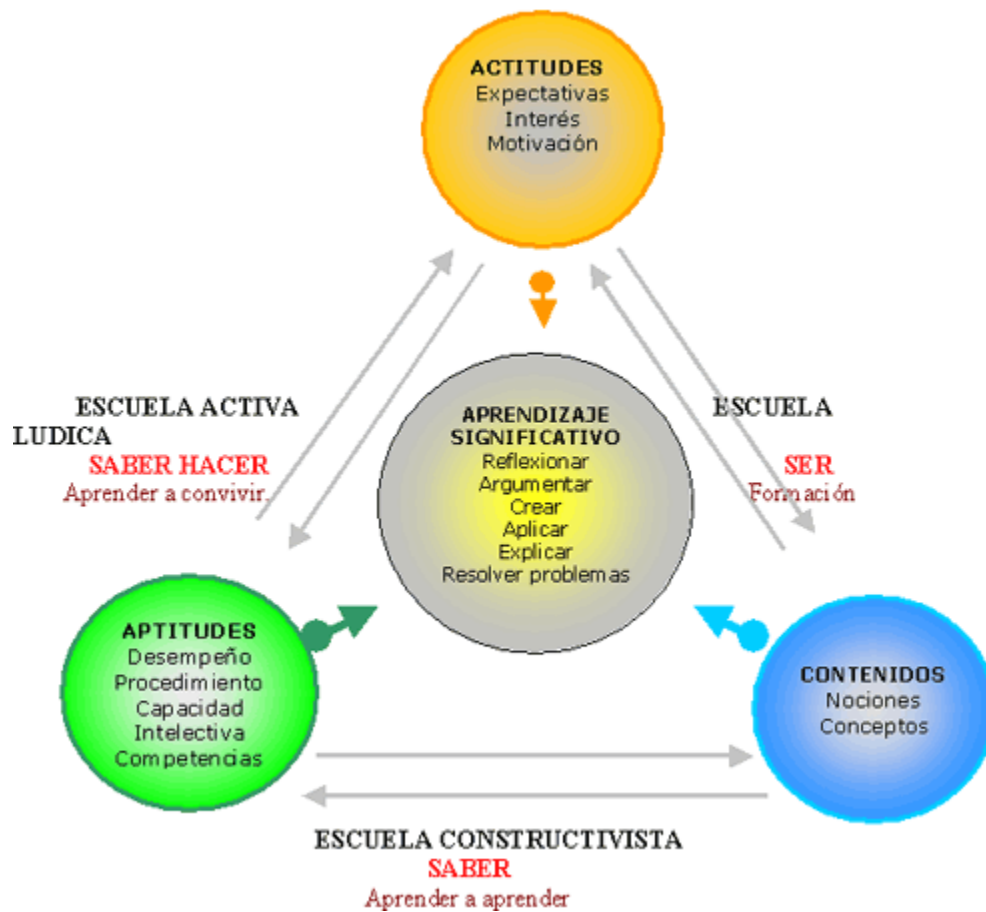 ACTITUDES
Expectativas
Interés
Motivación
ESCUELA ACTIVA
LUDICA
SABER HACER
Aprender a convivir.
APRENDIZAJE
SIGNIFICATIVO
Reflexionar
Argumentar
Crear
Aplicar
Explicar
Resolver problemas
ESCUELA
SER
Formación
APTITUDES
Desempeño
Procedimiento
Capacidad
Intelectiva
Competencias
CONTENIDOS
Nociones
Conceptos
ESCUELA CONSTRUCTIVISTA
SABER
Aprender a aprender